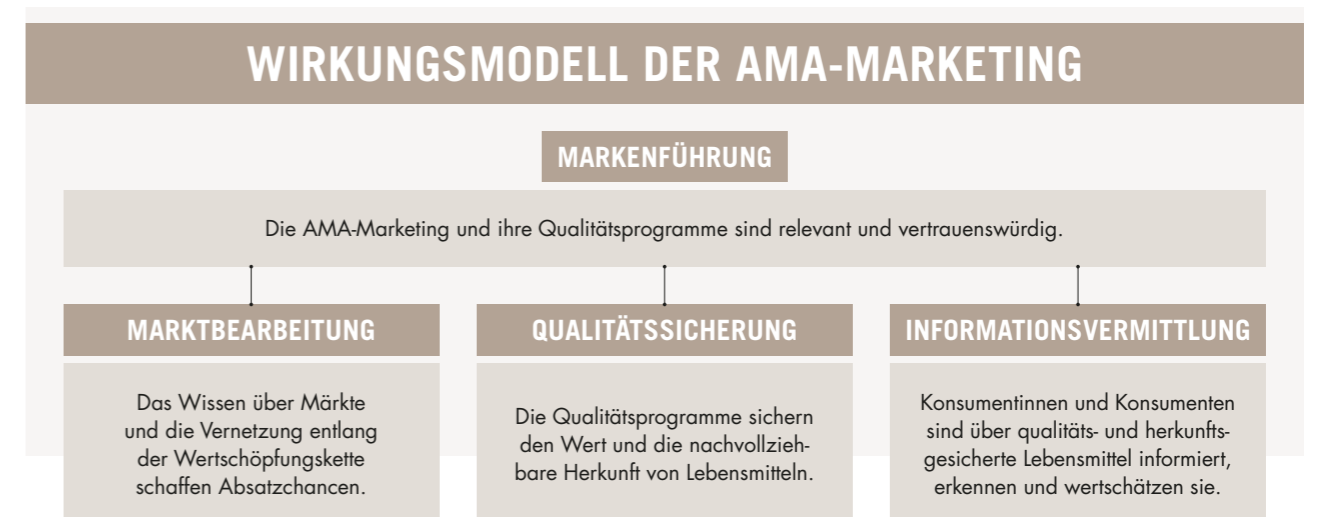 WIRKUNGSMODELL DER AMA-MARKETING
MARKENFÜHRUNG
Die AMA-Marketing und ihre Qualitätsprogramme sind relevant und vertrauenswürdig.
MARKTBEARBEITUNG
Das Wissen über Märkte
und die Vernetzung entlang
der Wertschöpfungskette
schaffen Absatzchancen.
QUALITÄTSSICHERUNG
Die Qualitätsprogramme sichern
den Wert und die nachvollzieh-
bare Herkunft von Lebensmitteln.
INFORMATIONSVERMITTLUNG
Konsumentinnen und Konsumenten
sind über qualitäts- und herkunfts-
gesicherte Lebensmittel informiert,
erkennen und wertschätzen sie.